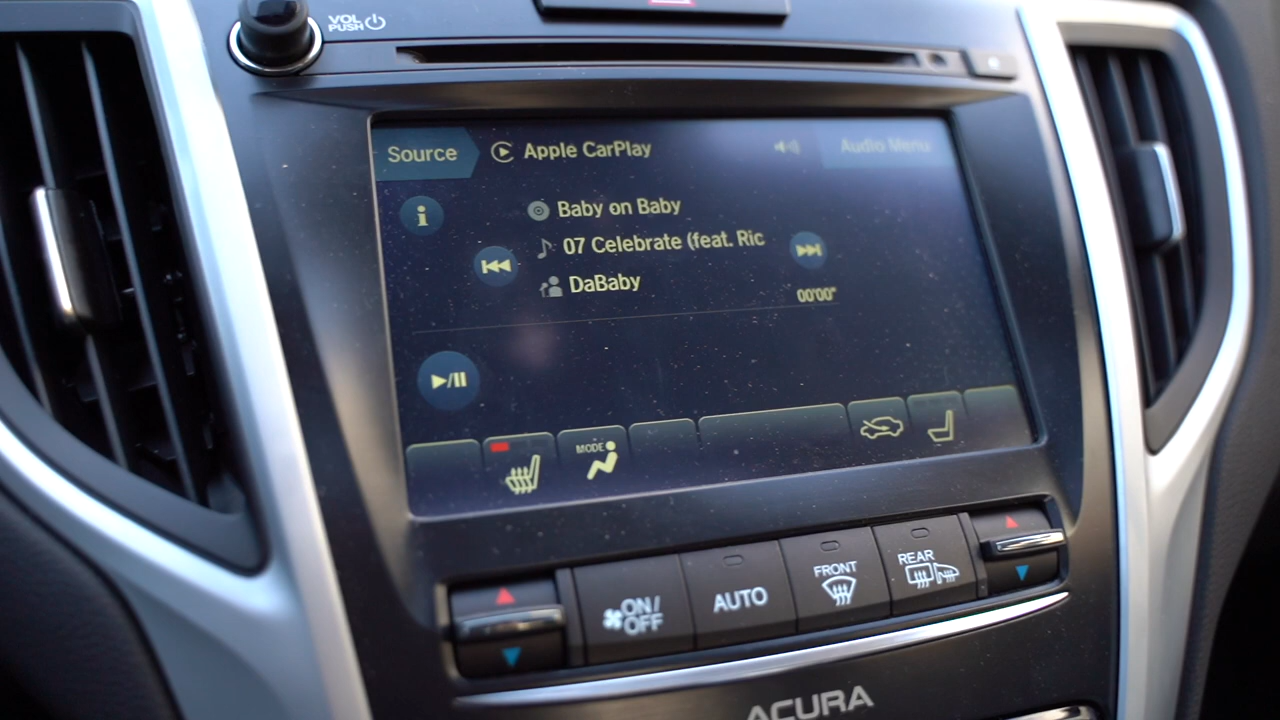 VOL
PUSH
Source
Apple CarPlay
Audio Menu
i
Baby on Baby
07 Celebrate (feat. Ric
DaBaby
00'00"
MODE
ON/
OFF
AUTO
FRONT
REAR
ACURA